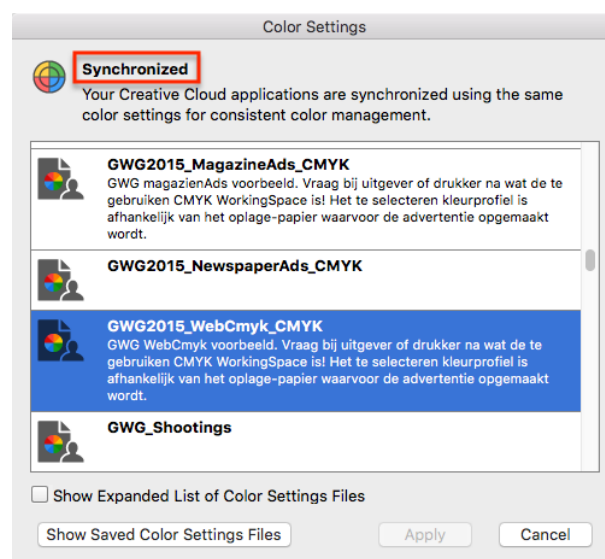 Color Settings
Synchronized
Your Creative Cloud applications are synchronized using the same
color settings for consistent color management.
GWG2015_MagazineAds_CMYK
GWG magazienAds voorbeeld. Vraag bij uitgever of drukker na wat de te
gebruiken CMYK WorkingSpace is! Het te selecteren kleurprofiel is
afhankelijk van het oplage-papier waarvoor de advertentie opgemaakt
wordt.
GWG2015_NewspaperAds_CMYK
GWG2015_WebCmyk_CMYK
GWG WebCmyk voorbeeld. Vraag bij uitgever of drukker na wat de te
gebruiken CMYK WorkingSpace is! Het te selecteren kleurprofiel is
afhankelijk van het oplage-papier waarvoor de advertentie opgemaakt
wordt.
GWG_Shootings
Show Expanded List of Color Settings Files
Show Saved Color Settings Files
Apply
Cancel